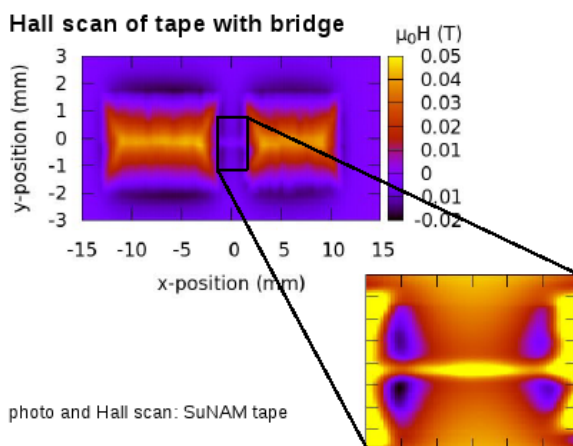 Hall scan of tape with bridge
μ₀H (T)
3
2
1
0
-1
-2
-3
y-position (mm)
-15 -10 -5 0 5 10 15
x-position (mm)
0.05
0.04
0.03
0.02
0.01
0
0.01
-0.02
photo and Hall scan: SuNAM tape